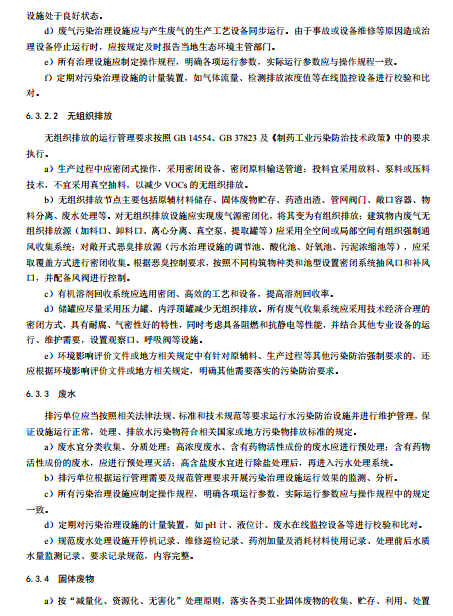 设施处于良好状态。
d）废气污染治理设施应与产生废气的生产工艺设备同步运行。由于事故或设备维修等原因造成治
理设备停止运行时，应按规定及时报告当地生态环境主管部门。
e）所有治理设施应制定操作规程，明确各项运行参数，实际运行参数应与操作规程一致。
f）定期对污染治理设施的计量装置，如气体流量、检测排放浓度值等在线监控设备进行校验和比
对。
6.3.2.2 无组织排放
无组织排放的运行管理要求按照 GB 14554、GB 37823 及《制药工业污染防治技术政策》中的要求
执行。
a）生产过程中应密闭式操作，采用密闭设备、密闭原料输送管道；投料宜采用放料、泵料或压料
技术，不宜采用真空抽料，以减少 VOCs 的无组织排放。
b）无组织排放节点主要包括原辅材料储存、固体废物贮存、药渣出渣、管网阀门、敞口容器、物
料分离、废水处理等。对无组织排放设施应实现废气源密闭化，将其变为有组织排放；建筑物内废气无
组织排放源（加料口、卸料口、离心分离、真空泵、提取罐等）应采用全空间或局部空间有组织强制通
风收集系统；对敞开式恶臭排放源（污水治理设施的调节池、酸化池、好氧池、污泥浓缩池等），应采
取覆盖方式进行密闭收集。根据恶臭控制要求，按照不同构筑物种类和池型设置密闭系统抽风口和补风
口，并配备风阀进行控制。
c）有机溶剂回收系统应选用密闭、高效的工艺和设备，提高溶剂回收率。
d）储罐应尽量采用压力罐、内浮顶罐减少无组织排放。所有废气收集系统应采用技术经济合理的
密闭方式，具有耐腐、气密性好的特性，同时考虑具备阻燃和抗静电等性能，并结合其他专业设备的运
行、维护需要，设置观察口、呼吸阀等设施。
e）环境影响评价文件或地方相关规定中有针对原辅料、生产过程等其他污染防治强制要求的，还
应根据环境影响评价文件或地方相关规定，明确其他需要落实的污染防治要求。
6.3.3 废水
排污单位应当按照相关法律法规、标准和技术规范等要求运行水污染防治设施并进行维护管理，保
证设施运行正常，处理、排放水污染物符合相关国家或地方污染物排放标准的规定。
a）废水宜分类收集、分质处理；高浓度废水、含有药物活性成份的废水应进行预处理；含有药物
活性成份的废水，应进行预处理灭活；高含盐废水宜进行除盐处理后，再进入污水处理系统。
b）排污单位根据运行管理需要及规范管理要求开展污染治理设施运行效果的监测、分析。
c）所有污染治理设施应制定操作规程，明确各项运行参数，实际运行参数应与操作规程中的规定
一致。
d）定期对污染治理设施的计量装置，如 pH 计、液位计、废水在线监控设备等进行校验和比对。
e）规范废水处理设施开停机记录、维修巡检记录、药剂加量及消耗材料使用记录、处理前后水质
水量监测记录、要求记录规范，内容完整。
6.3.4 固体废物
a）按“减量化、资源化、无害化”处理原则，落实各类工业固体废物的收集、贮存、利用、处置